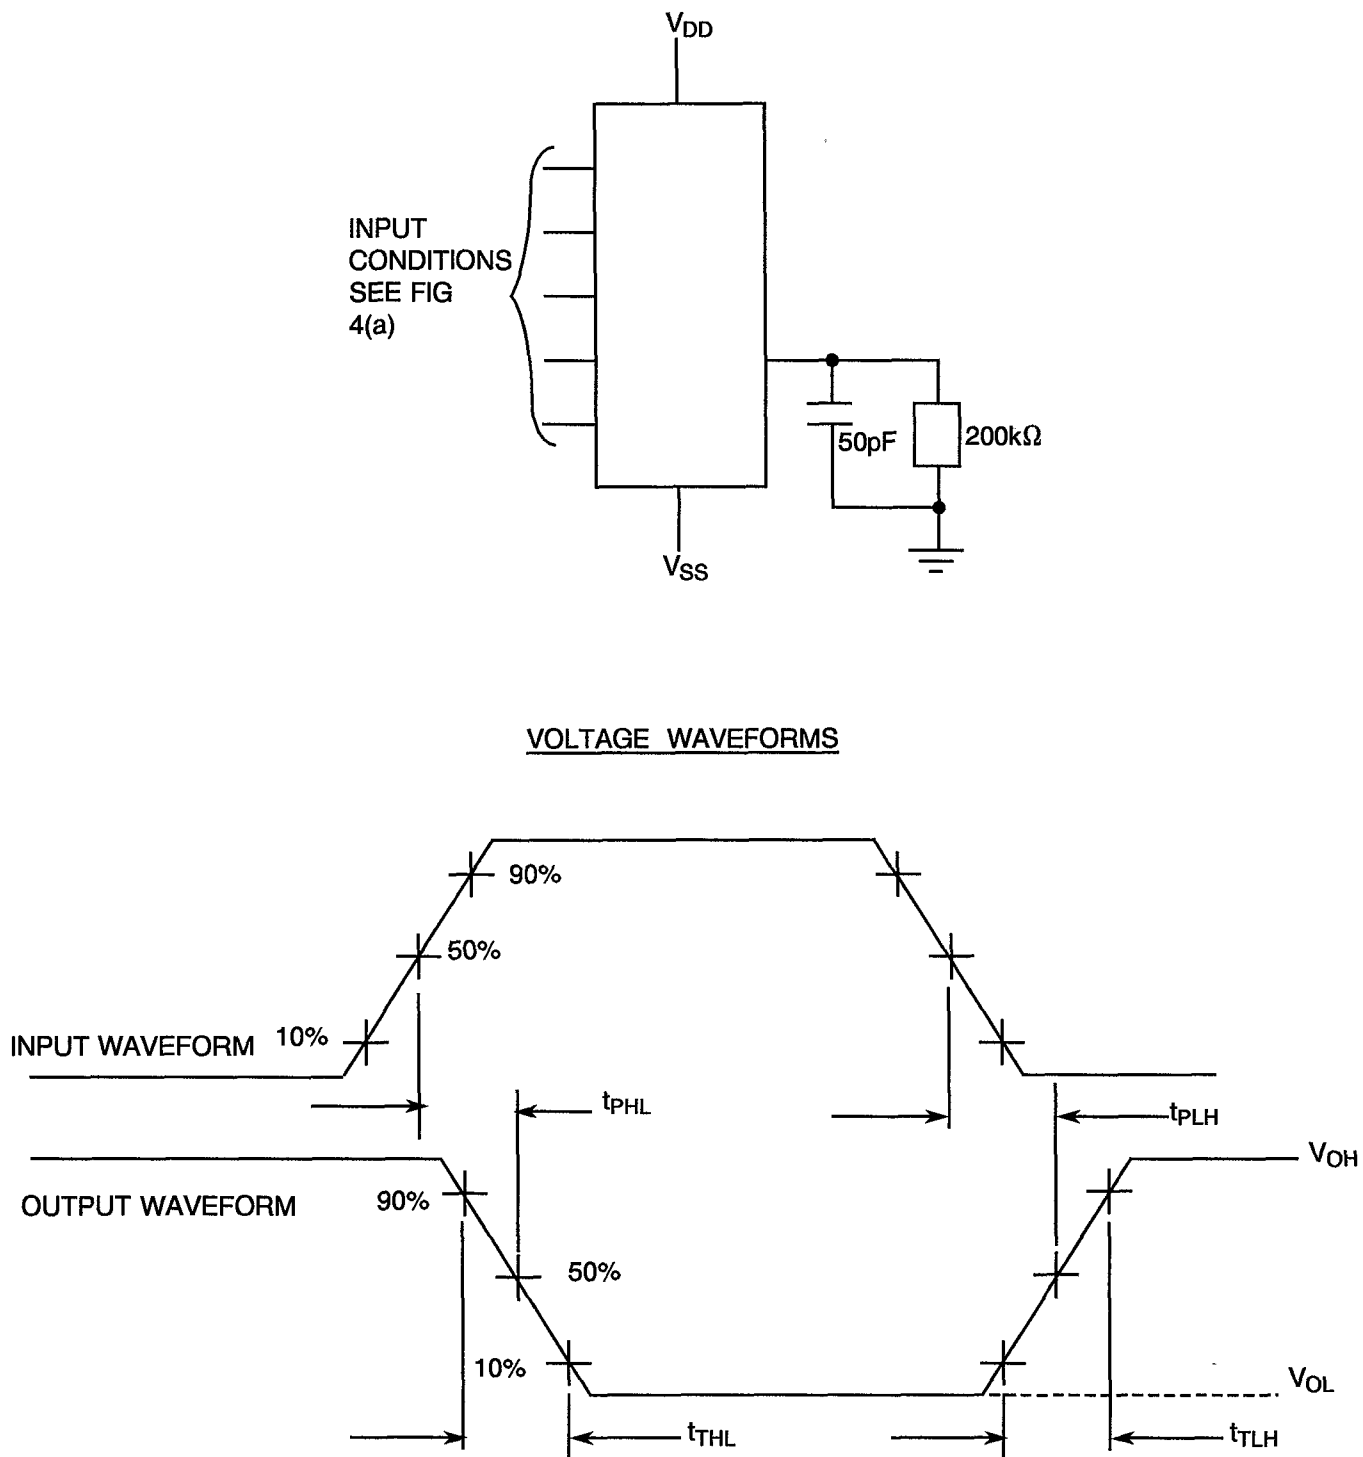 VDD
INPUT
CONDITIONS
SEE FIG
4(a)
50pF
200kΩ
VSS
VOLTAGE WAVEFORMS
90%
50%
10%
INPUT WAVEFORM
tPHL
tPLH
VOH
OUTPUT WAVEFORM
90%
50%
10%
VOL
tTHL
tTLH